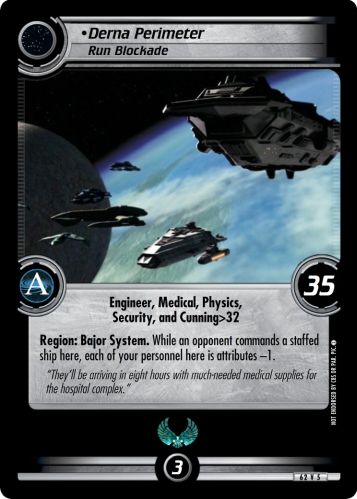 •Derna Perimeter
Run Blockade
A
35
Engineer, Medical, Physics,
Security, and Cunning>32
Region: Bajor System. While an opponent commands a staffed
ship here, each of your personnel here is attributes –1.
"They'll be arriving in eight hours with much-needed medical supplies for
the hospital complex."
NOT ENDORSED BY CBS OR PAR. PIC.
3
62 V 5